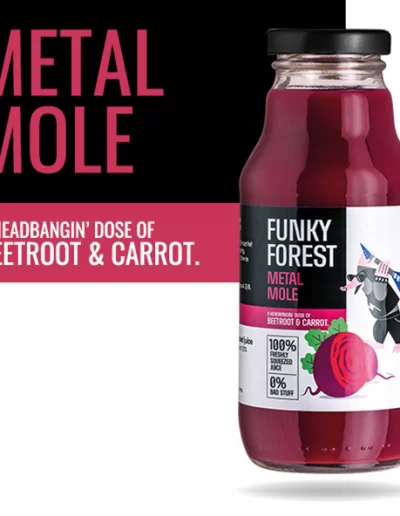 METAL
MOLE
HEADBANGIN' DOSE OF
BEETROOT & CARROT.
FUNKY
FOREST
METAL
MOLE
A HEADBANGIN' DOSE OF
BEETROOT & CARROT.
100%
FRESHLY
SQUEEZED
JUICE
0%
BAD STUFF